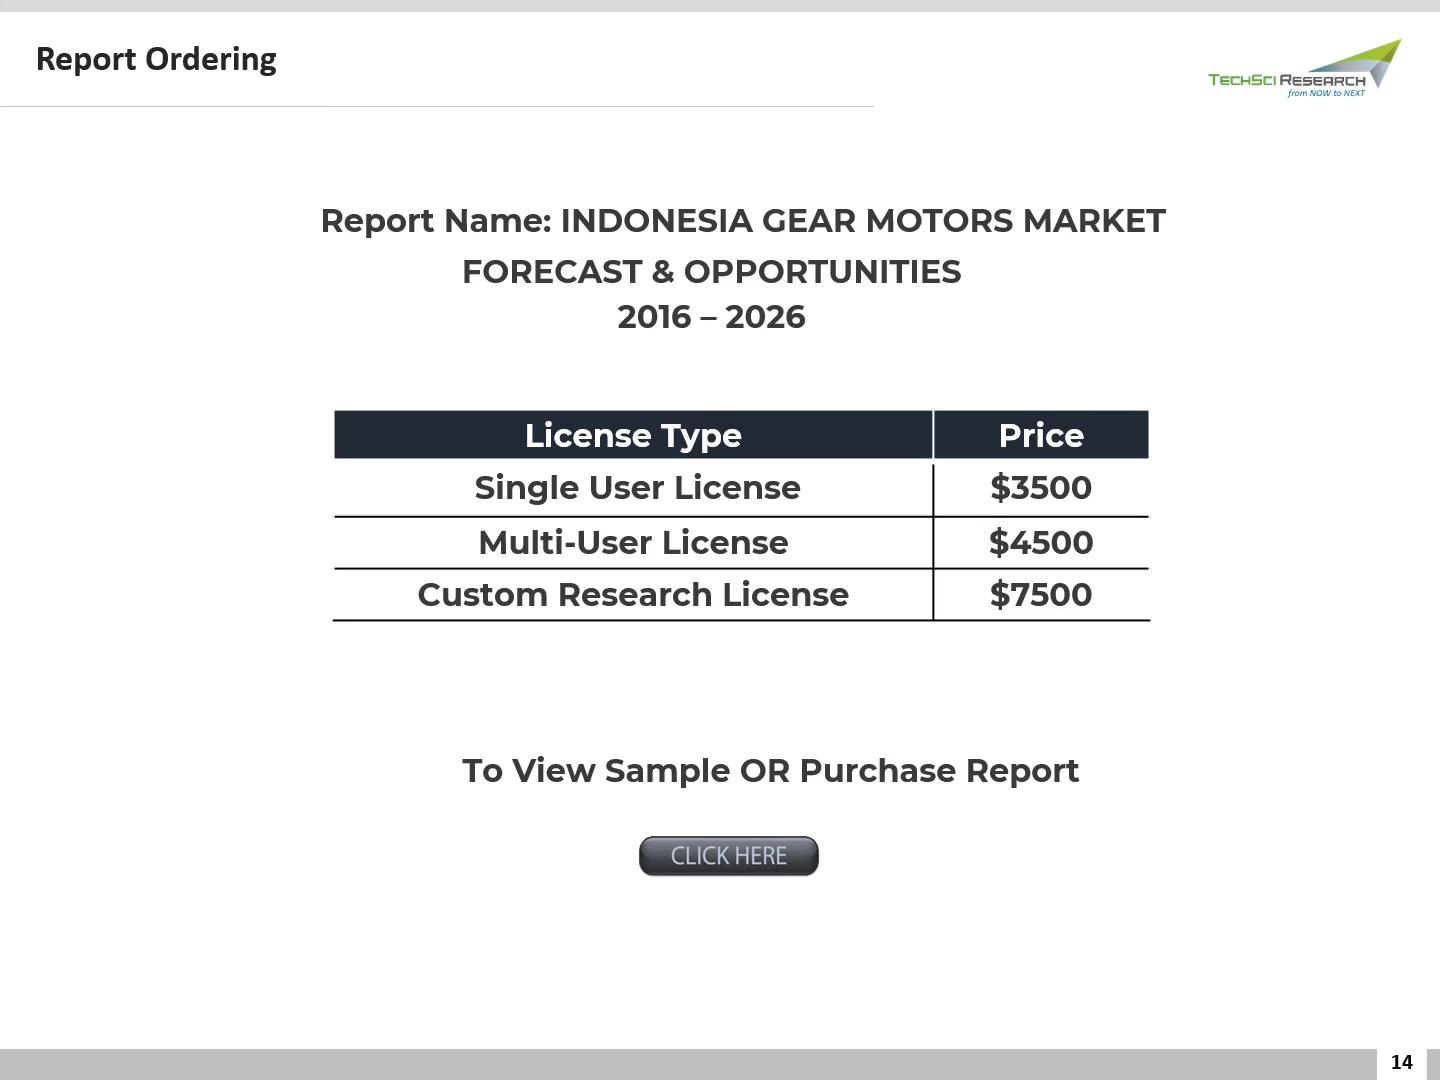 Report Ordering
TECHSCI RESEARCH
from NOW to NEXT
Report Name: INDONESIA GEAR MOTORS MARKET
FORECAST & OPPORTUNITIES
2016 – 2026
License Type Price
Single User License $3500
Multi-User License $4500
Custom Research License $7500
To View Sample OR Purchase Report
CLICK HERE
14